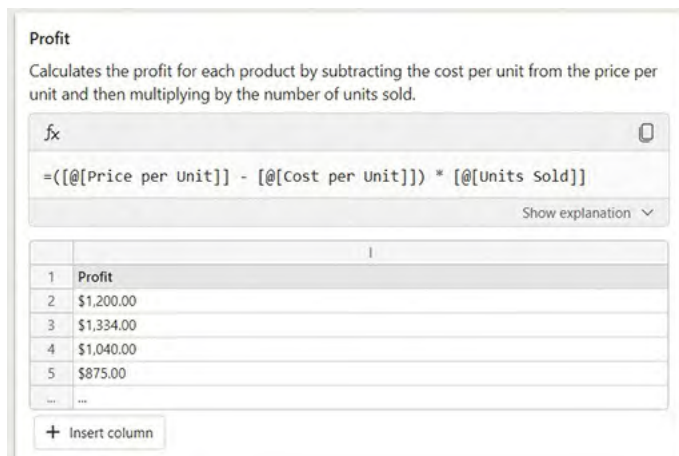 Profit
Calculates the profit for each product by subtracting the cost per unit from the price per
unit and then multiplying by the number of units sold.
fx
=([@[Price per Unit]] - [@[Cost per Unit]]) * [@[Units Sold]]
Show explanation
I
1 Profit
2 $1,200.00
3 $1,334.00
4 $1,040.00
5 $875.00
... ...
+ Insert column